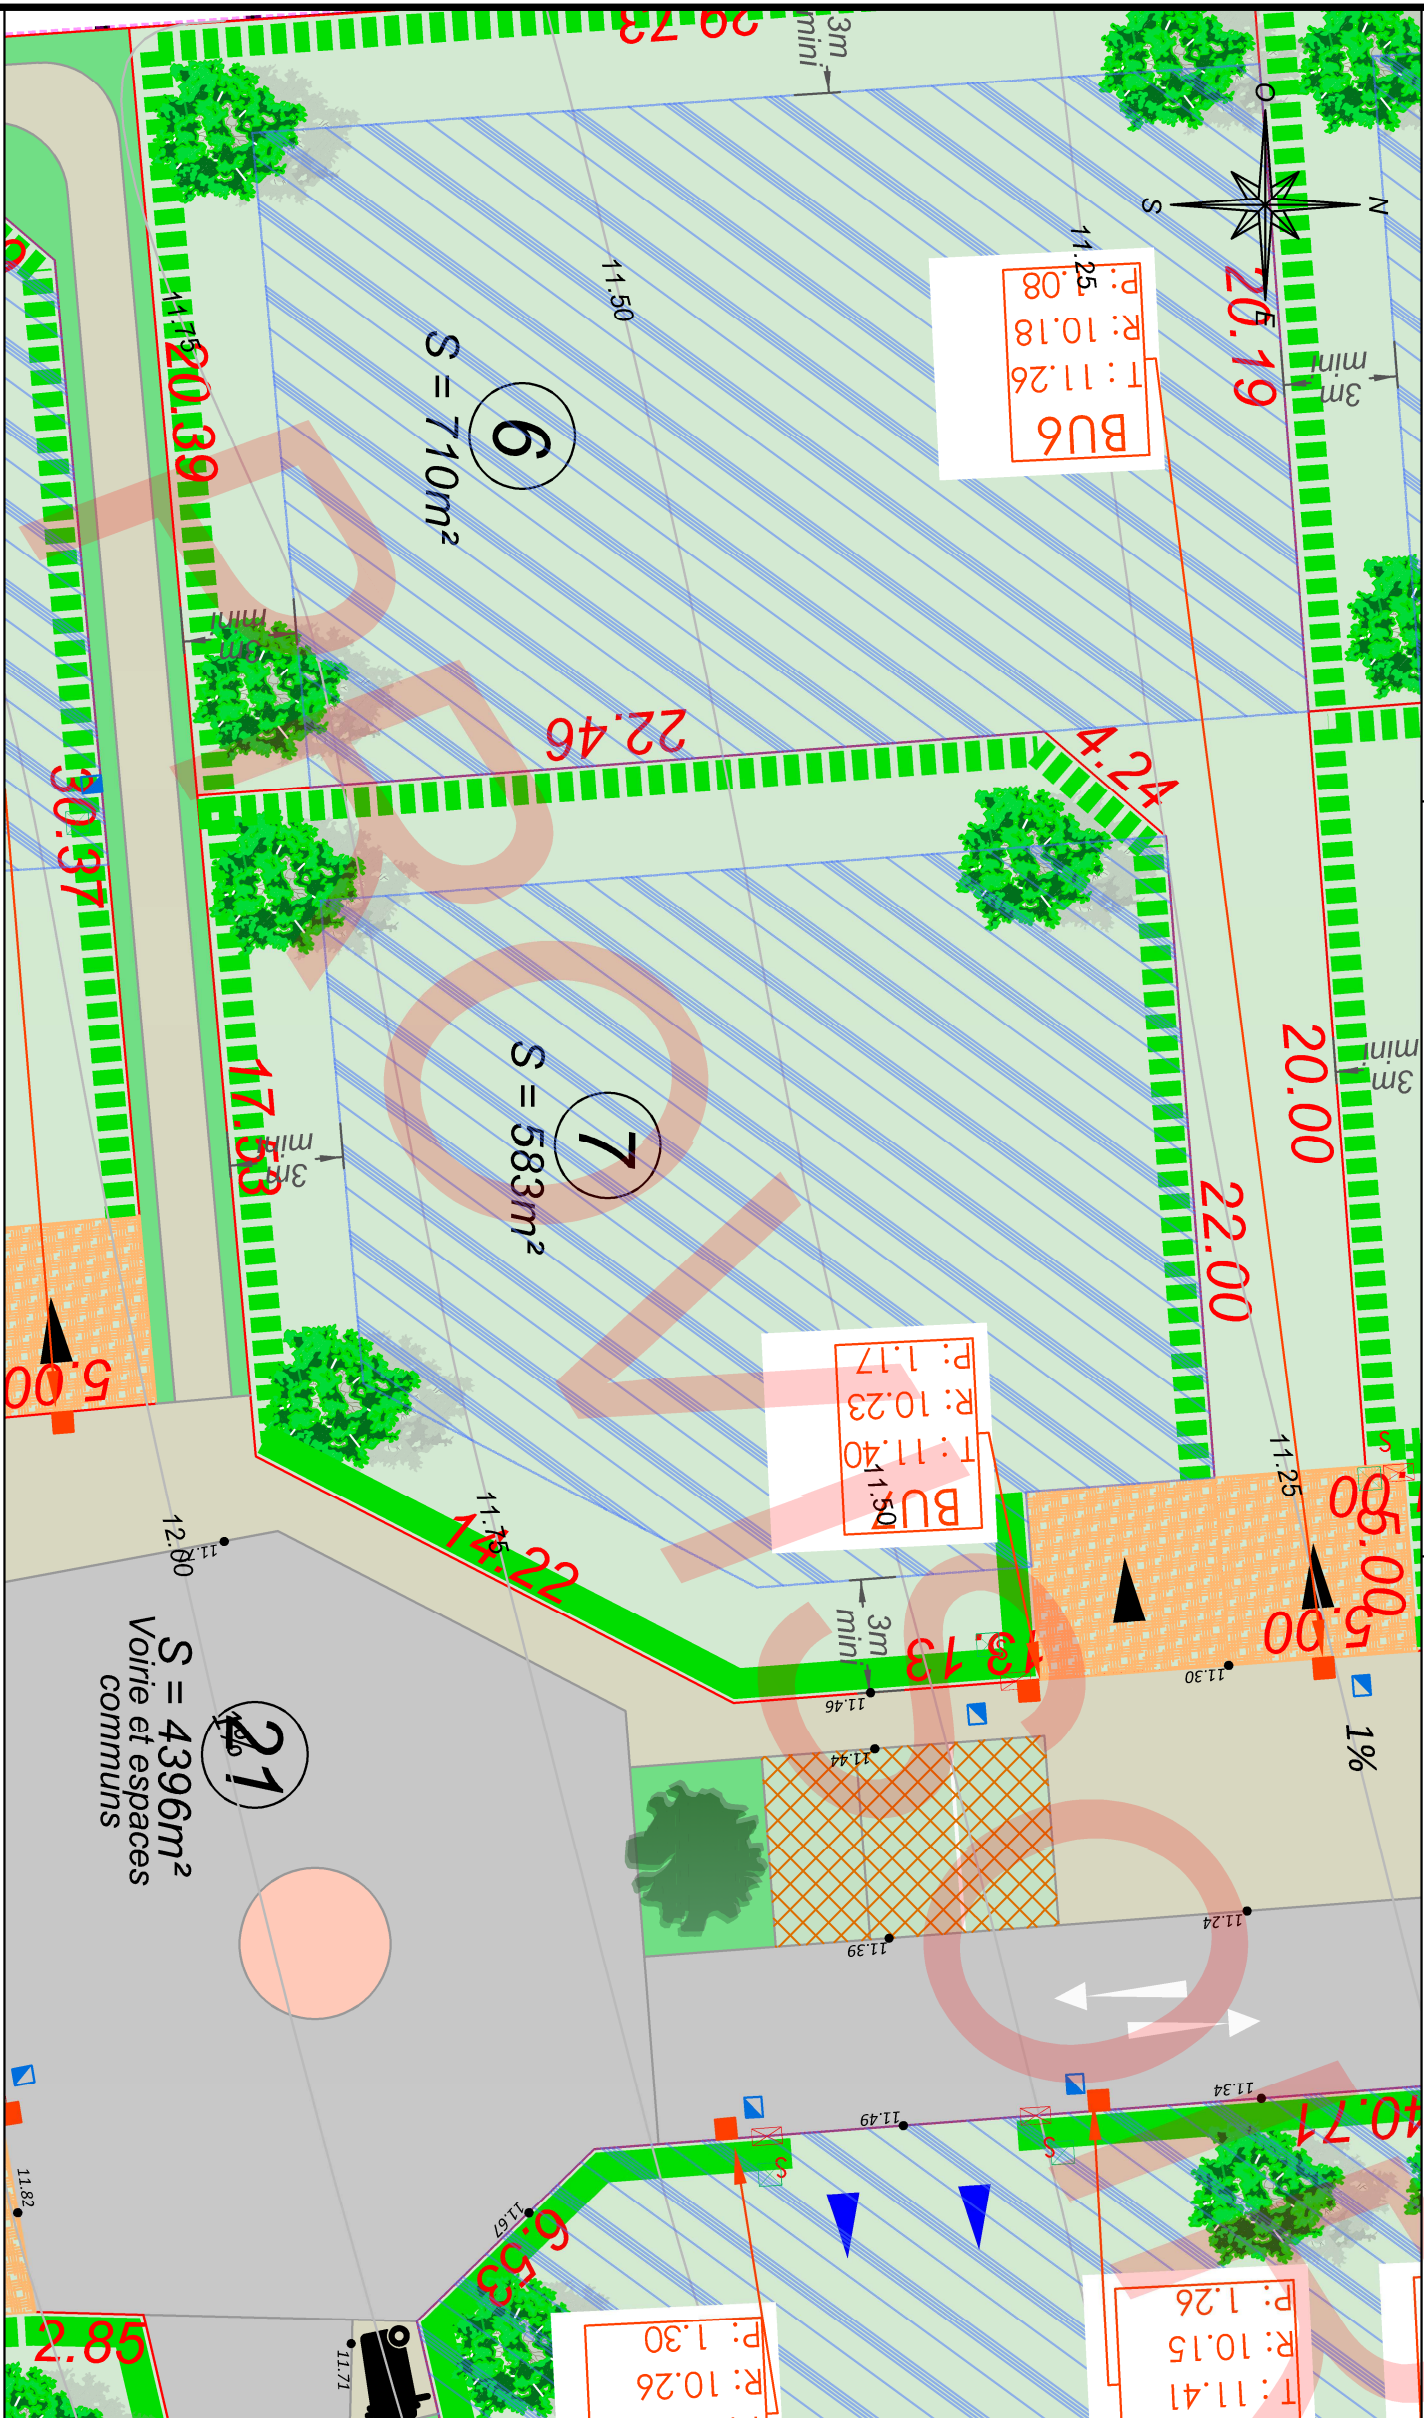 29.73
3m
mini
O
N
S
E
11.25
BU6
T : 11.26
R: 10.18
P: 1.08
20.19
3m
mini
11.50
6
S = 710m²
11.75
20.39
3m
mini
22.46
4.24
30.37
20.00
3m
mini
7
S = 583m²
17.53
3m
mini
22.00
BU7
T : 11.40
R: 10.23
P: 1.17
11.50
11.25
5.00
5.00
5.00
S
14.22
11.75
12.00
3m
mini
13.13
S
11.46
11.30
11.44
1%
21
1%
S = 4396m²
Voirie et espaces
communs
11.39
11.24
11.49
11.34
40.71
S
S
11.82
11.67
6.53
2.85
11.71
R: 10.26
P: 1.30
T : 11.41
R: 10.15
P: 1.26
PROVISOIR